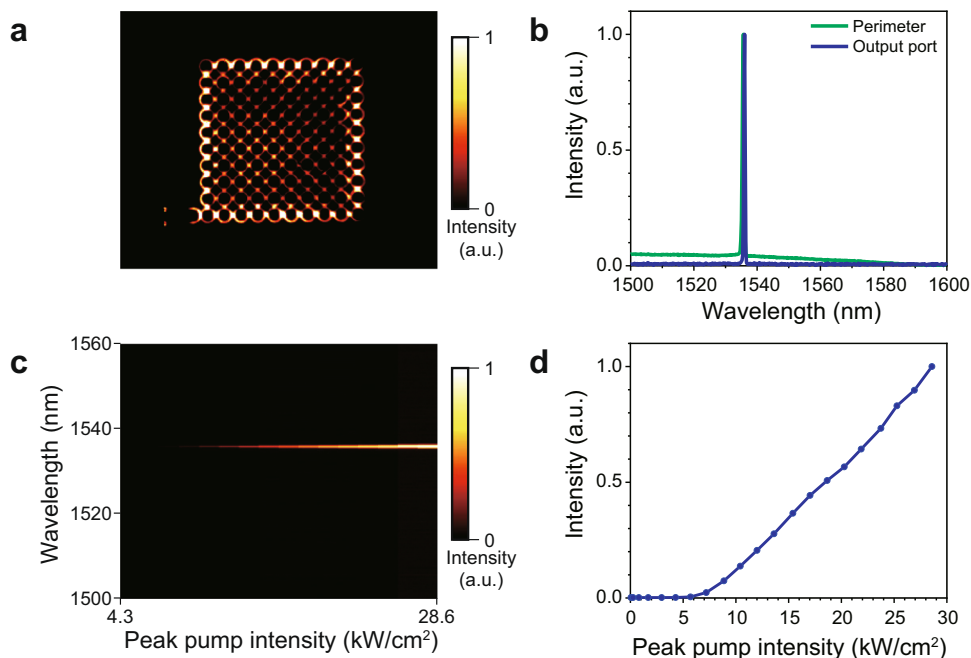 a
1
0
Intensity
(a.u.)
b
Perimeter
Output port
Intensity (a.u.)
1.0
0.5
0.0
1500 1520 1540 1560 1580 1600
Wavelength (nm)
c
Wavelength (nm)
1560
1540
1520
1500
4.3 28.6
Peak pump intensity (kW/cm²)
1
0
Intensity
(a.u.)
d
Intensity (a.u.)
1.0
0.5
0.0
0 5 10 15 20 25 30
Peak pump intensity (kW/cm²)